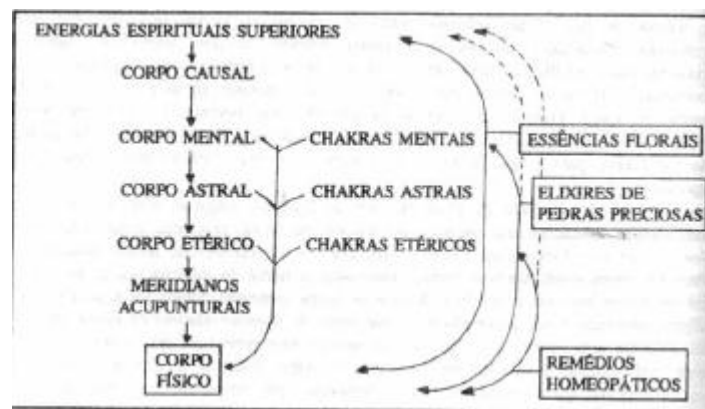 ENERGIAS ESPIRITUAIS SUPERIORES
CORPO CAUSAL
CORPO MENTAL
CHAKRAS MENTAIS
ESSÊNCIAS FLORAIS
CORPO ASTRAL
CHAKRAS ASTRAIS
ELIXIRES DE
PEDRAS PRECIOSAS
CORPO ETÉRICO
CHAKRAS ETÉRICOS
MERIDIANOS
ACUPUNTURAIS
CORPO
FÍSICO
REMÉDIOS
HOMEOPÁTICOS